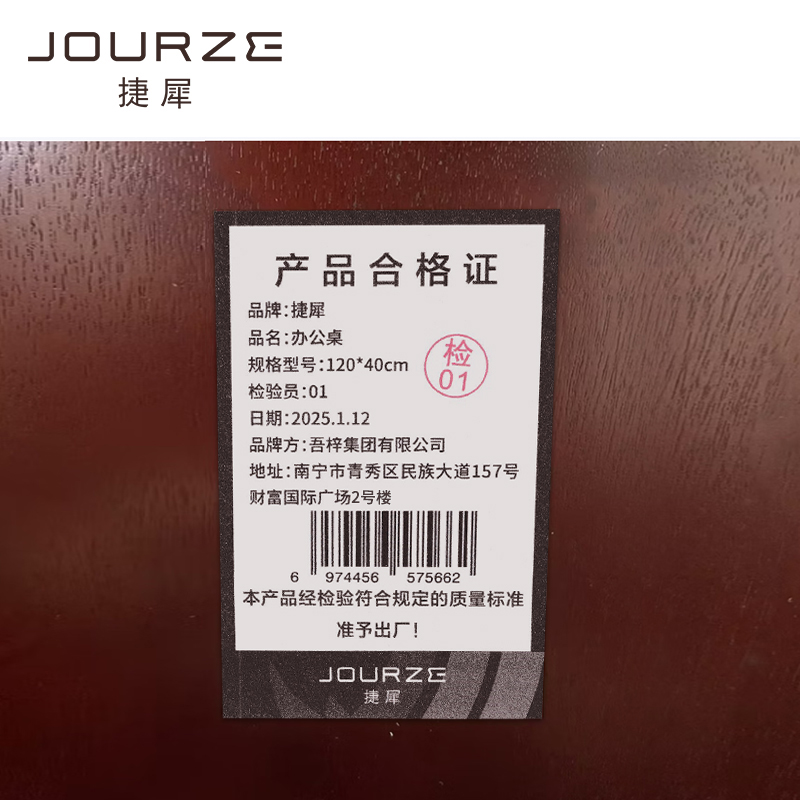 JOURZE
捷犀
产品合格证
品牌:捷犀
品名:办公桌
规格型号:120*40cm
检验员:01
日期:2025.1.12
品牌方:吾梓集团有限公司
地址:南宁市青秀区民族大道157号
财富国际广场2号楼
检
01
6 974456 575662
本产品经检验符合规定的质量标准
准予出厂!
JOURZE
捷犀